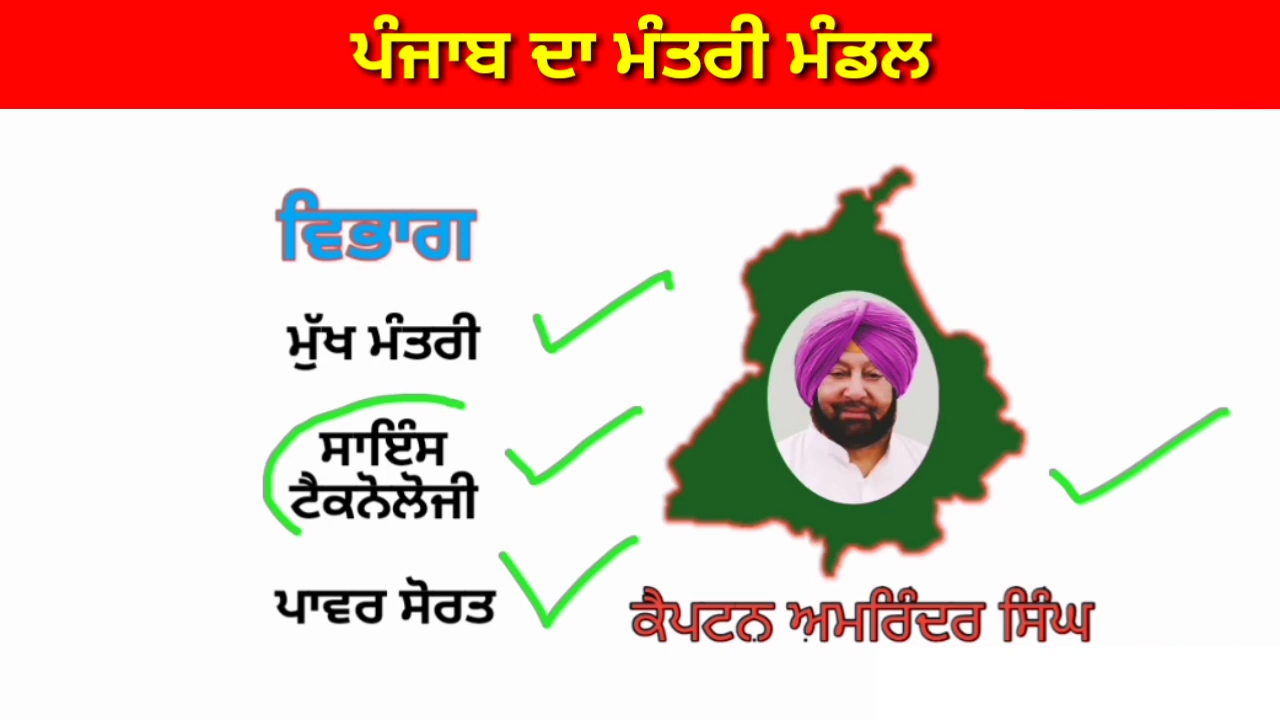 ਪੰਜਾਬ ਦਾ ਮੰਤਰੀ ਮੰਡਲ
ਵਿਭਾਗ
ਮੁੱਖ ਮੰਤਰੀ
ਸਾਇੰਸ
ਟੈਕਨੋਲੋਜੀ
ਪਾਵਰ ਸੋਰਤ
ਕੈਪਟਨ ਅਮਰਿੰਦਰ ਸਿੰਘ